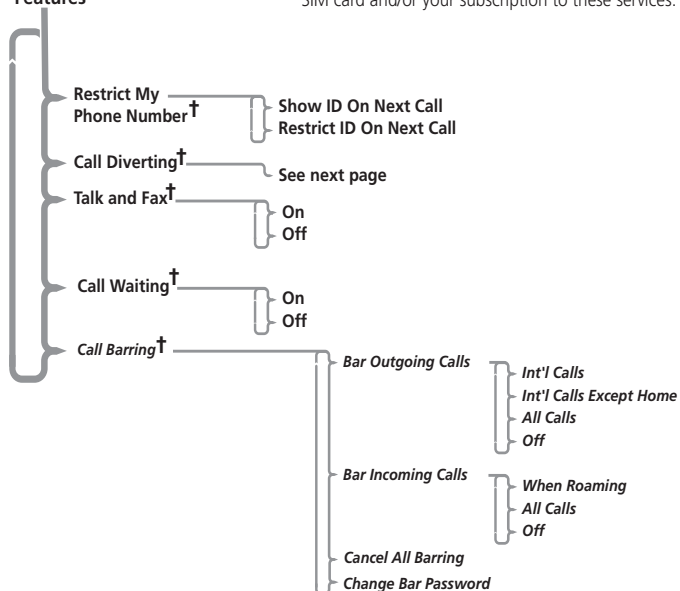 Features
SIM card and/or your subscription to these services.
Restrict My
Phone Number†
Show ID On Next Call
Restrict ID On Next Call
Call Diverting†
See next page
Talk and Fax†
On
Off
Call Waiting†
On
Off
Call Barring†
Bar Outgoing Calls
Int'l Calls
Int'l Calls Except Home
All Calls
Off
Bar Incoming Calls
When Roaming
All Calls
Off
Cancel All Barring
Change Bar Password